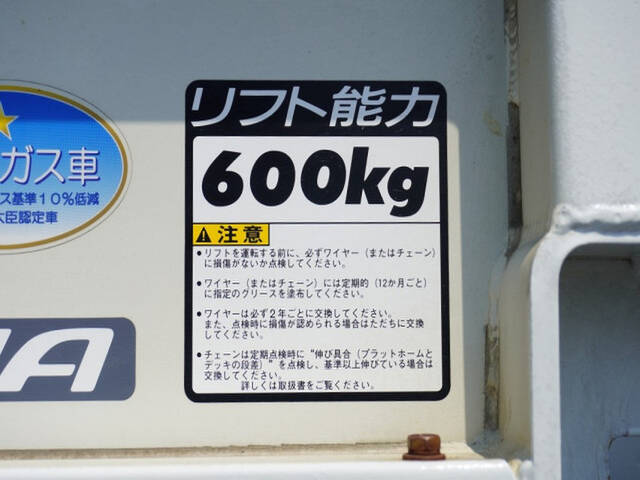 リフト能力
600kg
注意
●リフトを運転する前に、必ずワイヤー（またはチェーン）
に損傷がないか点検してください。
●ワイヤー（またはチェーン）には定期的（12か月ごと）
に指定のグリースを塗布してください。
●ワイヤーは必ず2年ごとに交換してください。
また、点検時に損傷が認められる場合はただちに交換
してください。
●チェーンは定期点検時に“伸び具合（プラットホームと
デッキの段差）”を点検し、基準以上伸びている場合は
交換してください。
詳しくは取扱書をご覧ください。
ガス車
ス基準10%低減
大臣認定車
NA